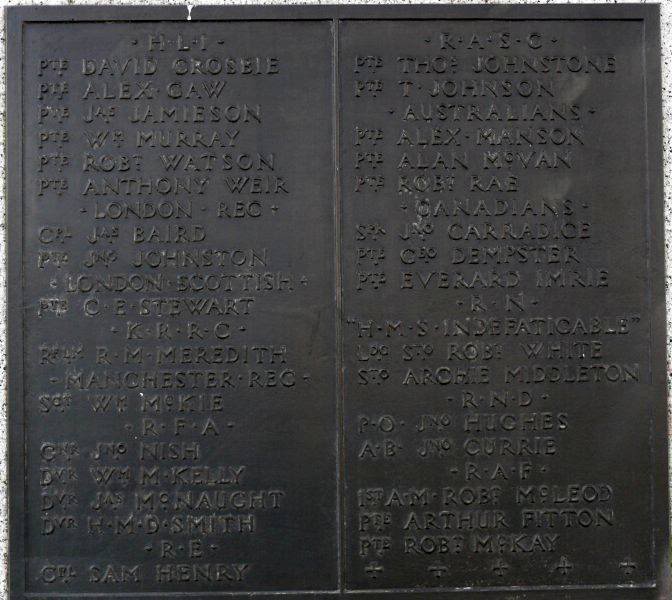 · H · L · I ·
PTE DAVID CROSBIE
PTE ALEX GAW
PTE JAS JAMIESON
PTE WM MURRAY
PTE ROBT WATSON
PTE ANTHONY WEIR
· LONDON · REG ·
CPL JAS BAIRD
PTE JNO JOHNSTON
· LONDON · SCOTTISH ·
PTE C · E · STEWART
· K · R · R · C ·
RFLM R · M · MEREDITH
· MANCHESTER · REG ·
SGT WM MCKIE
· R · F · A ·
GNR JNO NISH
DVR WM M · KELLY
DVR JAS MCNAUGHT
DVR H · M · D · SMITH
· R · E ·
CPL SAM HENRY
· R · A · S · C ·
PTE THOS JOHNSTONE
PTE T · JOHNSON
· AUSTRALIANS ·
PTE ALEX · MANSON
PTE ALAN MCVAN
PTE ROBT RAE
· CANADIANS ·
SPR JNO CARRADICE
PTE GEO DEMPSTER
PTE EVERARD IMRIE
· R · N ·
"H · M · S · INDEFATIGABLE"
LDG STO ROBT WHITE
STO ARCHIE MIDDLETON
· R · N · D ·
P · O · JNO HUGHES
A · B · JNO CURRIE
· R · A · F ·
1ST A · M · ROBT MCLEOD
PTE ARTHUR FITTON
PTE ROBT MCKAY